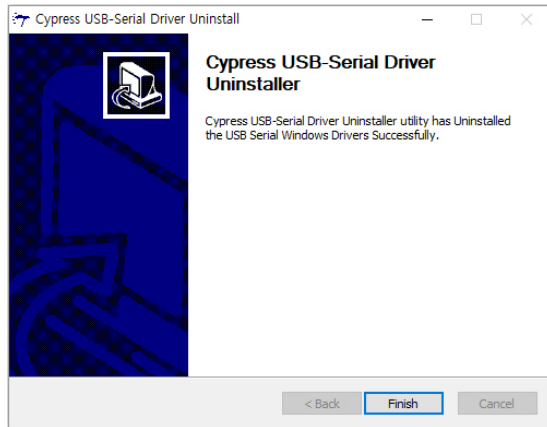 Cypress USB-Serial Driver Uninstall
Cypress USB-Serial Driver
Uninstaller
Cypress USB-Serial Driver Uninstaller utility has Uninstalled
the USB Serial Windows Drivers Successfully.
< Back
Finish
Cancel